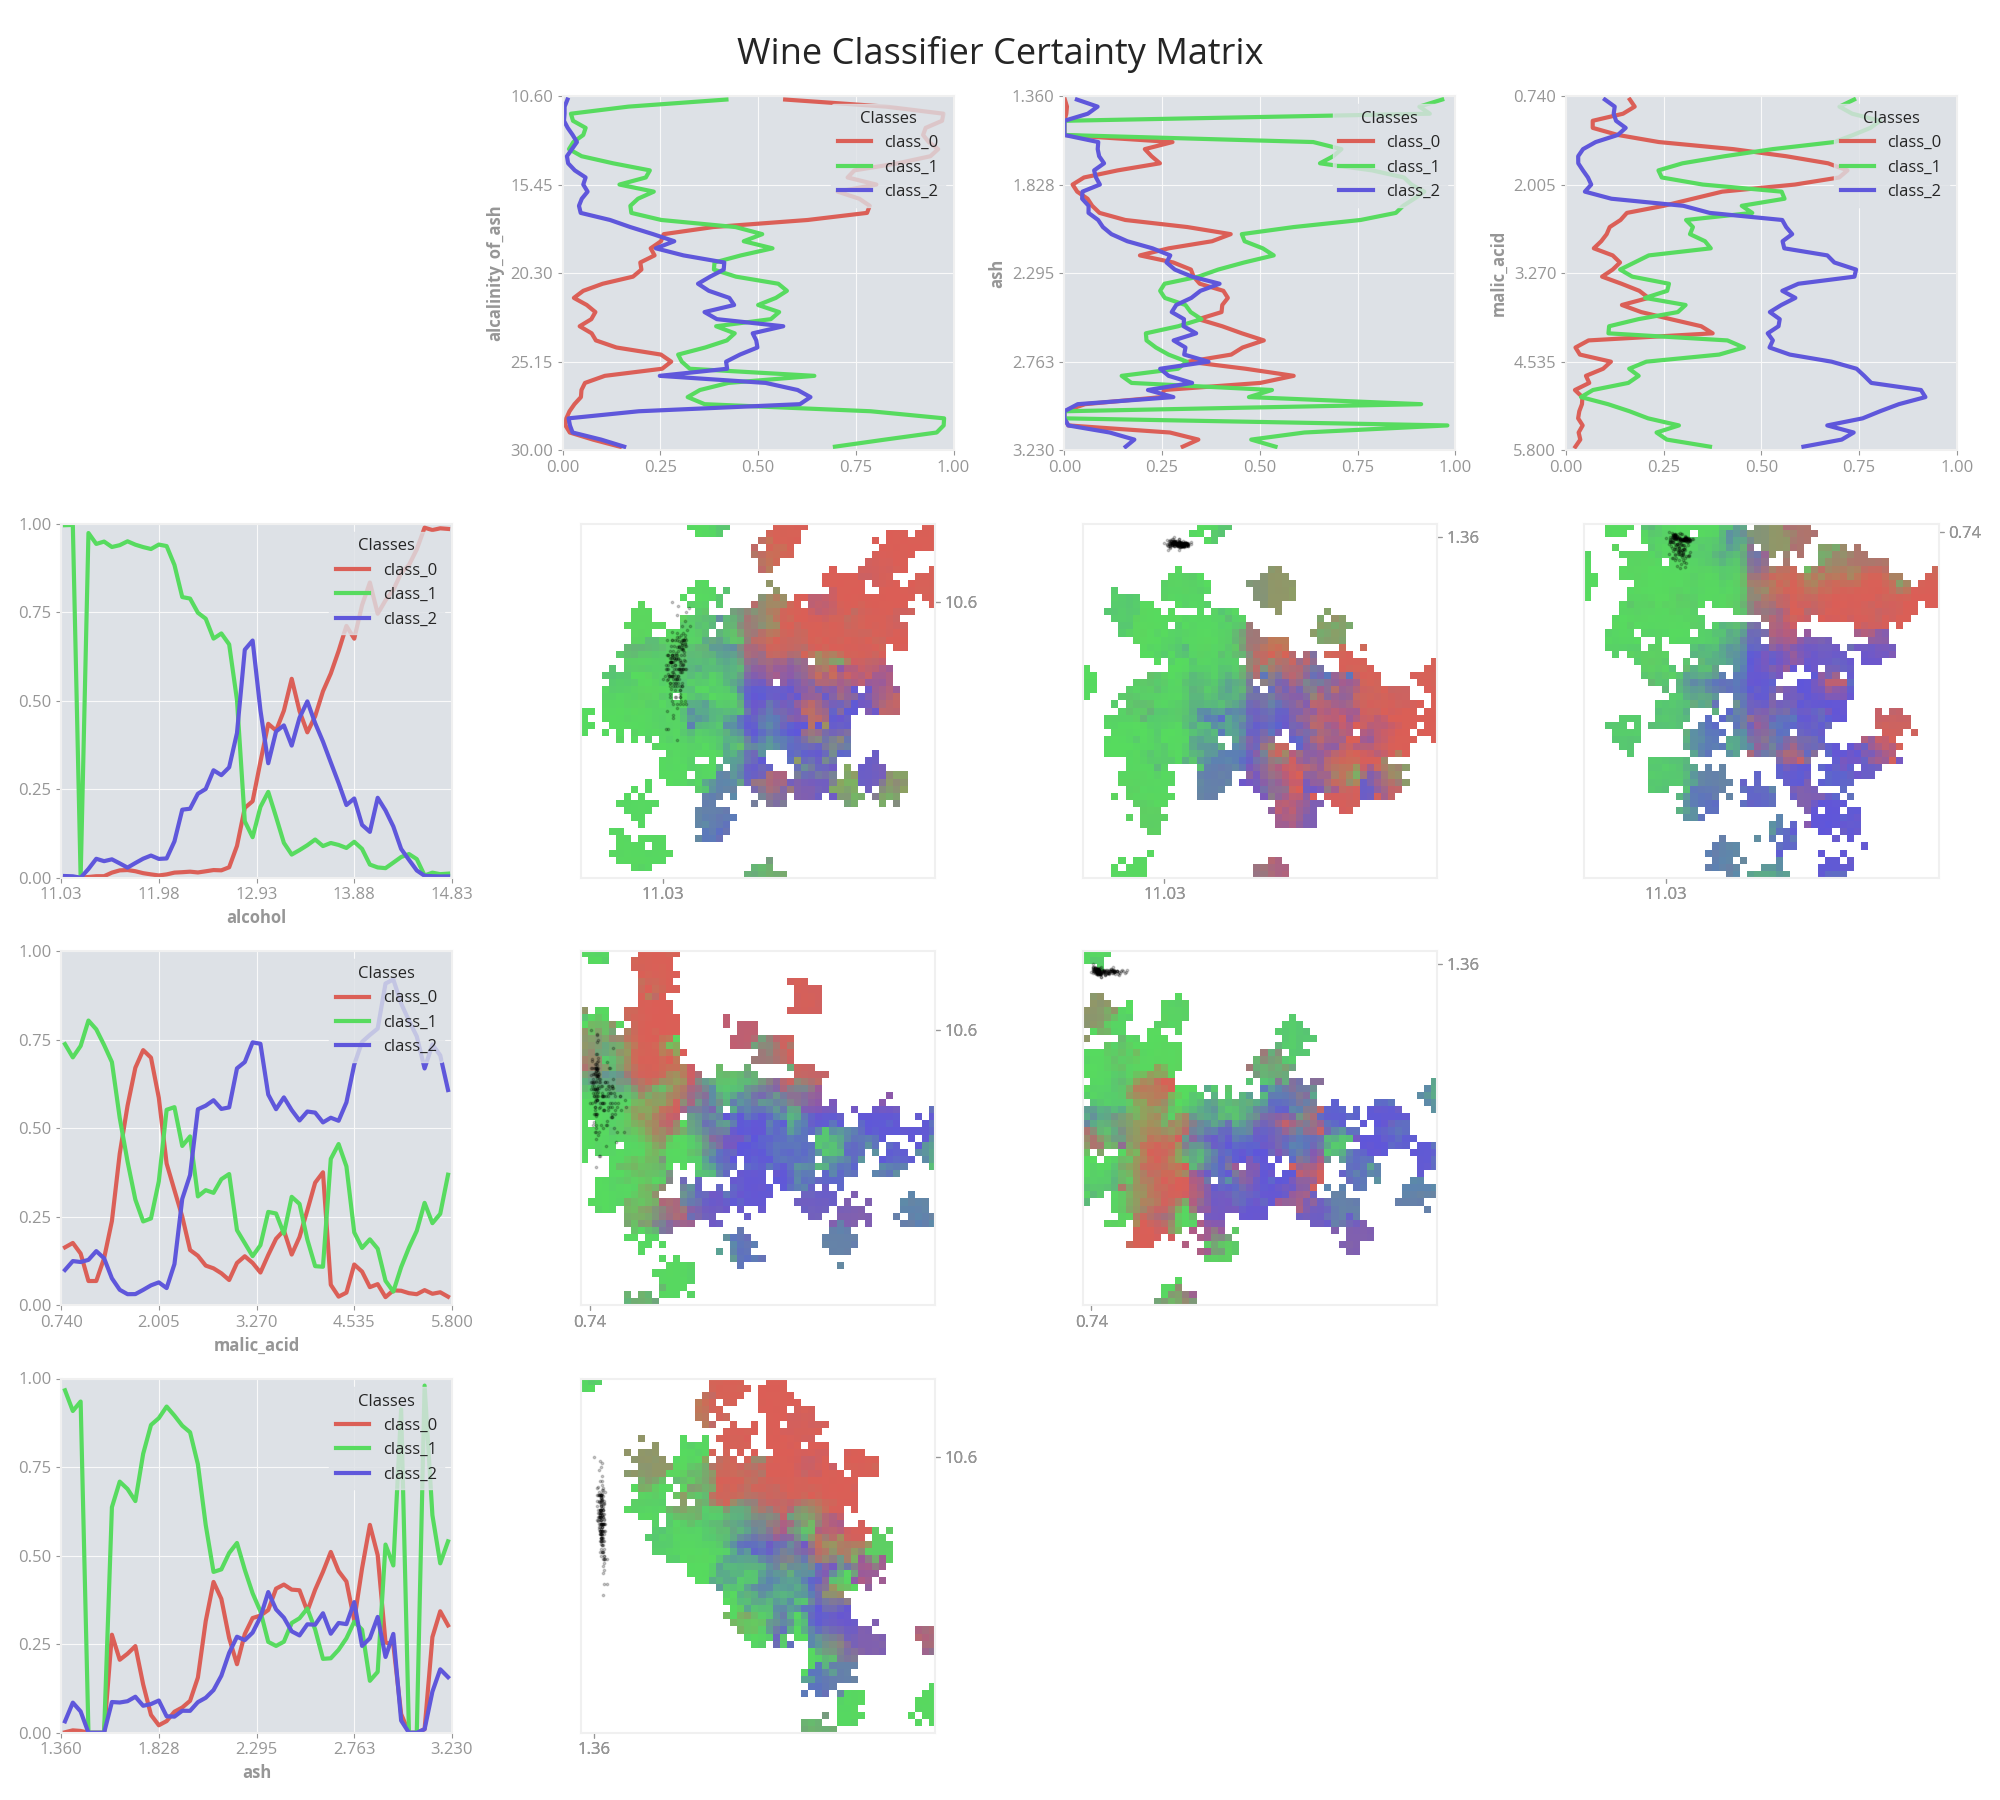 Wine Classifier Certainty Matrix
10.60
15.45
20.30
25.15
30.00
alcalinity_of_ash
0.00 0.25 0.50 0.75 1.00
Classes
class_0
class_1
class_2
1.360
1.828
2.295
2.763
3.230
ash
0.00 0.25 0.50 0.75 1.00
Classes
class_0
class_1
class_2
0.740
2.005
3.270
4.535
5.800
malic_acid
0.00 0.25 0.50 0.75 1.00
Classes
class_0
class_1
class_2
1.00
0.75
0.50
0.25
0.00
11.03 11.98 12.93 13.88 14.83
alcohol
Classes
class_0
class_1
class_2
10.6
11.03
1.36
11.03
0.74
11.03
1.00
0.75
0.50
0.25
0.00
0.740 2.005 3.270 4.535 5.800
malic_acid
Classes
class_0
class_1
class_2
10.6
0.74
1.36
0.74
1.00
0.75
0.50
0.25
0.00
1.360 1.828 2.295 2.763 3.230
ash
Classes
class_0
class_1
class_2
10.6
1.36